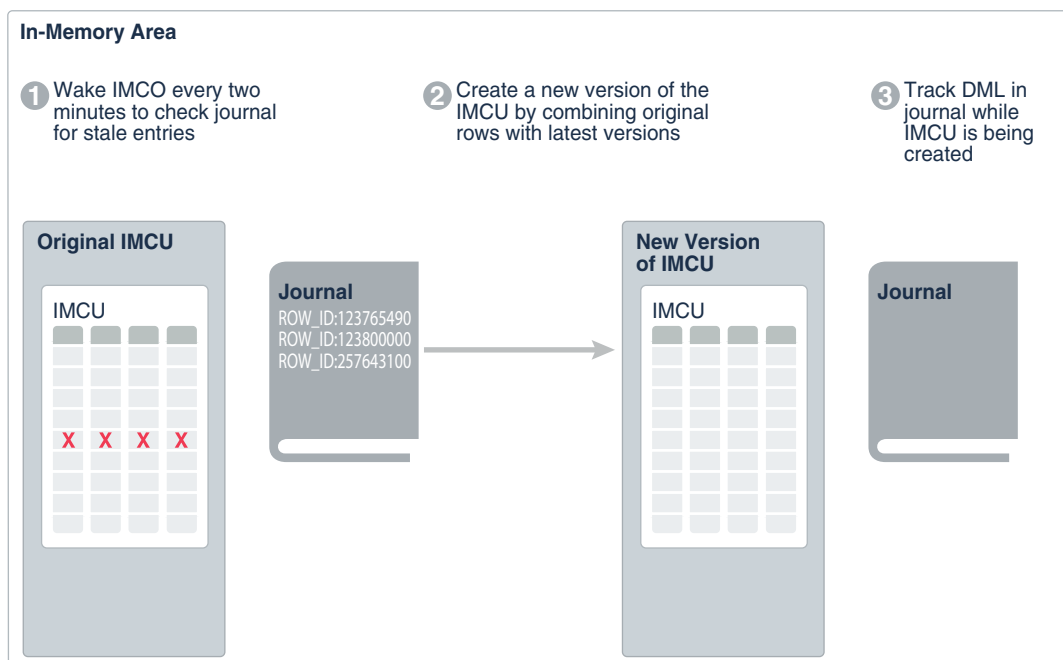 In-Memory Area
1 Wake IMCO every two
minutes to check journal
for stale entries
2 Create a new version of the
IMCU by combining original
rows with latest versions
3 Track DML in
journal while
IMCU is being
created
Original IMCU
IMCU
X X X X
Journal
ROW_ID:123765490
ROW_ID:123800000
ROW_ID:257643100
New Version
of IMCU
IMCU
Journal